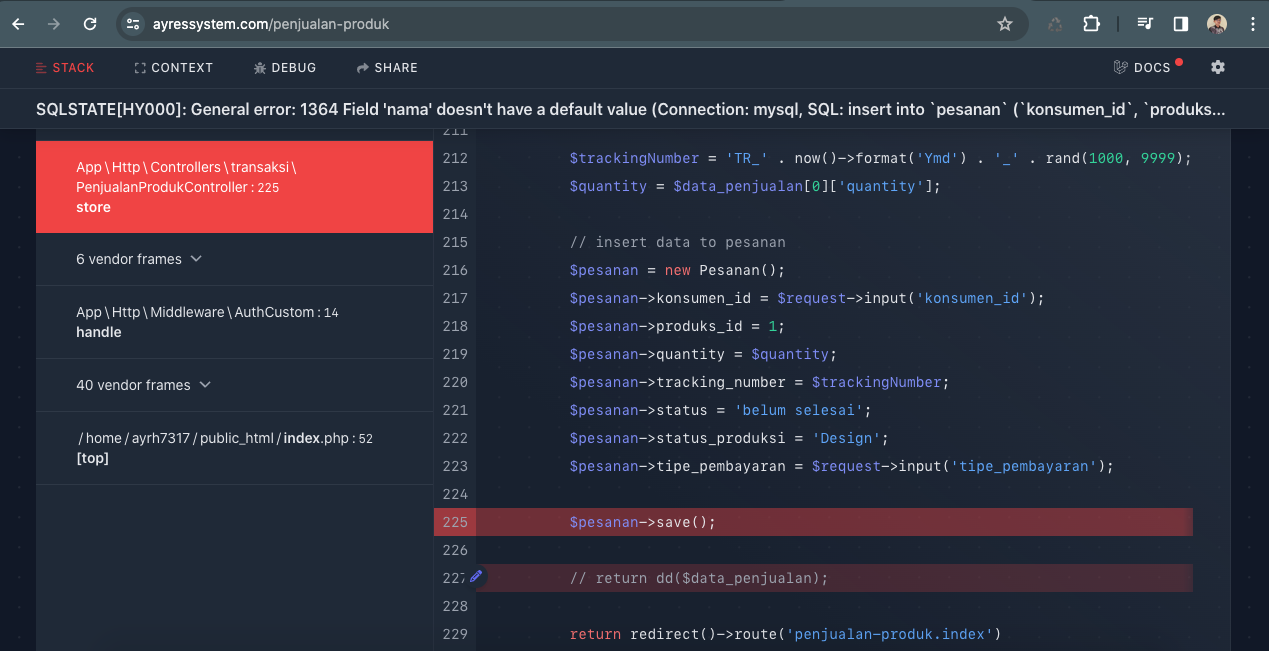 ayressystem.com/penjualan-produk
STACK CONTEXT DEBUG SHARE DOCS
SQLSTATE[HY000]: General error: 1364 Field 'nama' doesn't have a default value (Connection: mysql, SQL: insert into `pesanan` (`konsumen_id`, `produks...
App\Http\Controllers\transaksi\
PenjualanProdukController:225
store
6 vendor frames
App\Http\Middleware\AuthCustom:14
handle
40 vendor frames
/home/ayrh7317/public_html/index.php:52
[top]
211
212 $trackingNumber = 'TR_' . now()->format('Ymd') . '_' . rand(1000, 9999);
213 $quantity = $data_penjualan[0]['quantity'];
214
215 // insert data to pesanan
216 $pesanan = new Pesanan();
217 $pesanan->konsumen_id = $request->input('konsumen_id');
218 $pesanan->produks_id = 1;
219 $pesanan->quantity = $quantity;
220 $pesanan->tracking_number = $trackingNumber;
221 $pesanan->status = 'belum selesai';
222 $pesanan->status_produksi = 'Design';
223 $pesanan->tipe_pembayaran = $request->input('tipe_pembayaran');
224
225 $pesanan->save();
226
227 // return dd($data_penjualan);
228
229 return redirect()->route('penjualan-produk.index')